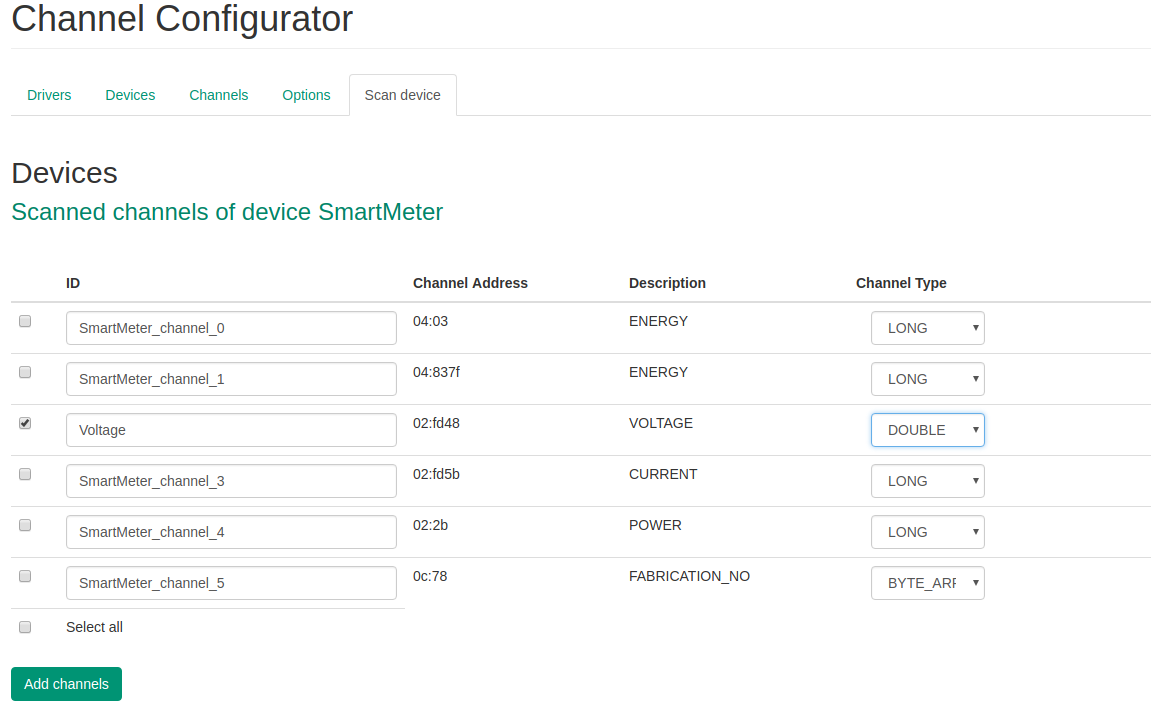 Channel Configurator
Drivers Devices Channels Options Scan device
Devices
Scanned channels of device SmartMeter
ID Channel Address Description Channel Type
SmartMeter_channel_0 04:03 ENERGY LONG
SmartMeter_channel_1 04:837f ENERGY LONG
Voltage 02:fd48 VOLTAGE DOUBLE
SmartMeter_channel_3 02:fd5b CURRENT LONG
SmartMeter_channel_4 02:2b POWER LONG
SmartMeter_channel_5 0c:78 FABRICATION_NO BYTE_ARR
Select all
Add channels